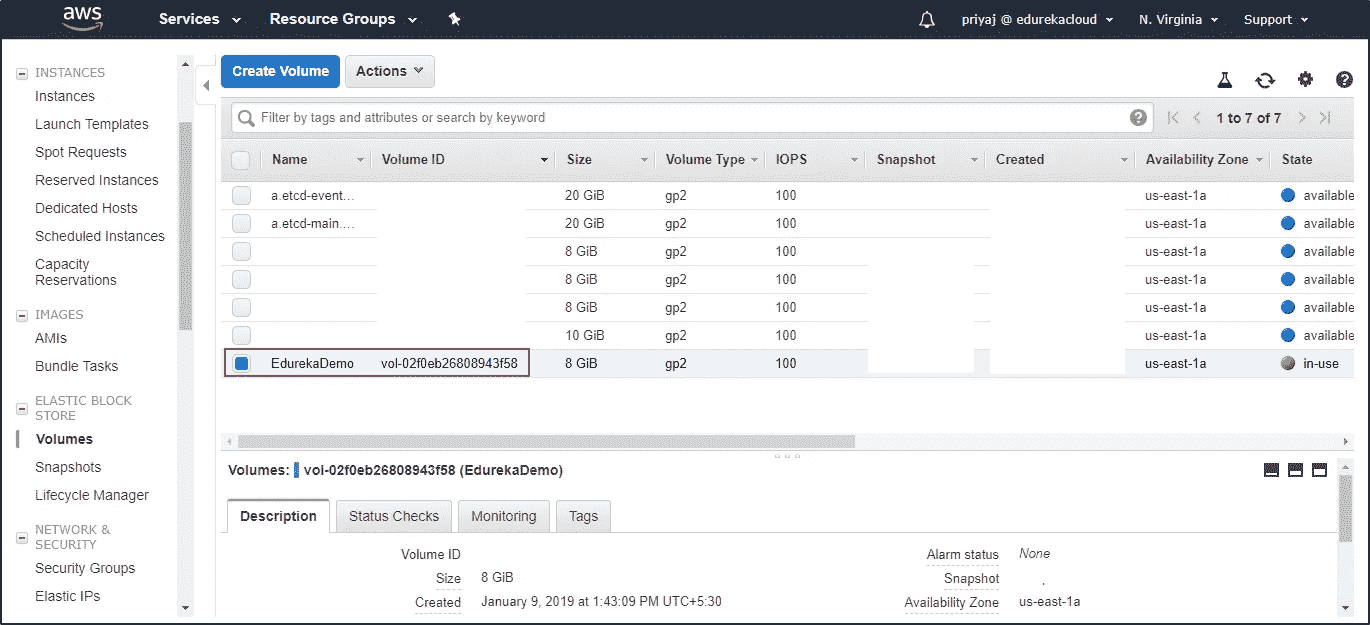 aws Services Resource Groups priyaj @ edurekacloud N. Virginia Support
INSTANCES
Instances
Launch Templates
Spot Requests
Reserved Instances
Dedicated Hosts
Scheduled Instances
Capacity
Reservations
IMAGES
AMIs
Bundle Tasks
ELASTIC BLOCK
STORE
Volumes
Snapshots
Lifecycle Manager
NETWORK &
SECURITY
Security Groups
Elastic IPs
Create Volume Actions
Filter by tags and attributes or search by keyword 1 to 7 of 7
Name Volume ID Size Volume Type IOPS Snapshot Created Availability Zone State
a.etcd-event... 20 GiB gp2 100 us-east-1a available
a.etcd-main.... 20 GiB gp2 100 us-east-1a available
8 GiB gp2 100 us-east-1a available
8 GiB gp2 100 us-east-1a available
8 GiB gp2 100 us-east-1a available
10 GiB gp2 100 us-east-1a available
EdurekaDemo vol-02f0eb26808943f58 8 GiB gp2 100 us-east-1a in-use
Volumes: vol-02f0eb26808943f58 (EdurekaDemo)
Description Status Checks Monitoring Tags
Volume ID Alarm status None
Size 8 GiB Snapshot
Created January 9, 2019 at 1:43:09 PM UTC+5:30 Availability Zone us-east-1a